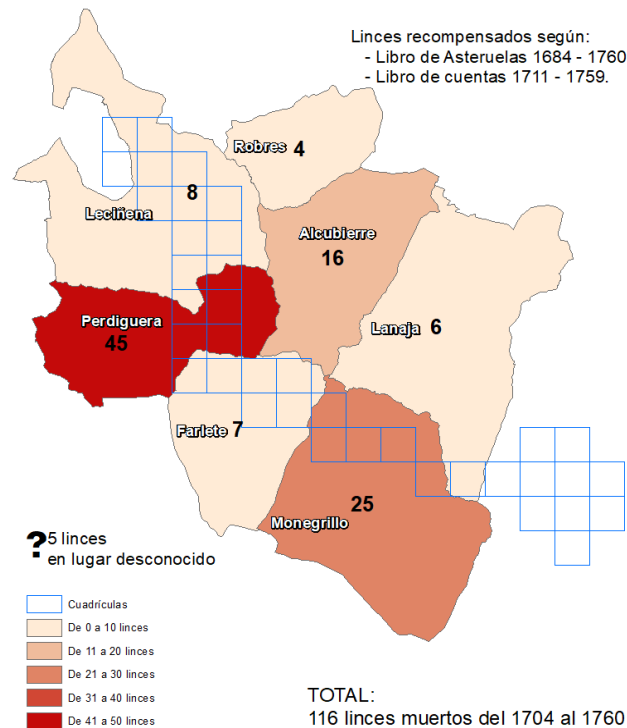 Linces recompensados según:
- Libro de Asteruelas 1684 - 1760
- Libro de cuentas 1711 - 1759.
Robres 4
8
Leciñena
Alcubierre
16
Perdiguera
45
Lanaja 6
Farlete 7
25
Monegrillo
?5 linces
en lugar desconocido
Cuadrículas
De 0 a 10 linces
De 11 a 20 linces
De 21 a 30 linces
De 31 a 40 linces
De 41 a 50 linces
TOTAL:
116 linces muertos del 1704 al 1760